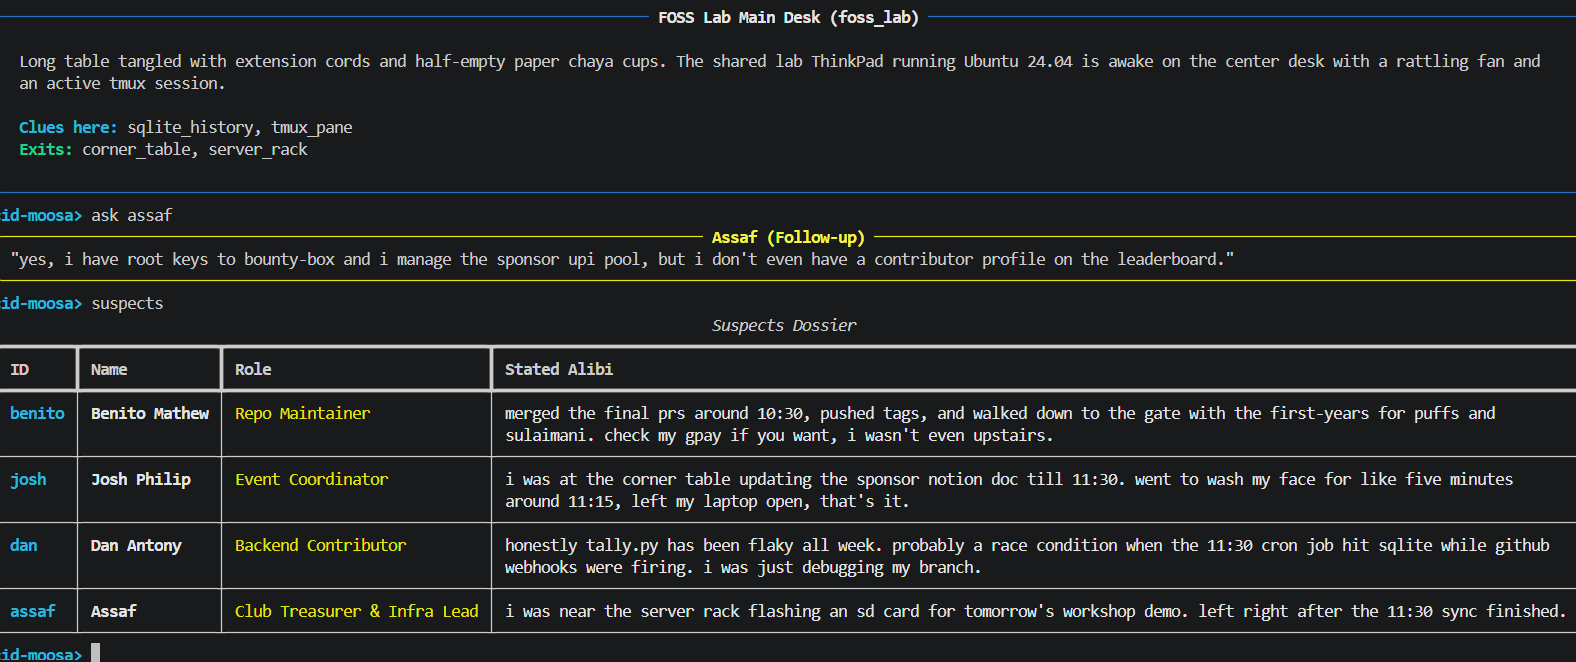 FOSS Lab Main Desk (foss_lab)
Long table tangled with extension cords and half-empty paper chaya cups. The shared lab ThinkPad running Ubuntu 24.04 is awake on the center desk with a rattling fan and
an active tmux session.
Clues here: sqlite_history, tmux_pane
Exits: corner_table, server_rack
id-moosa> ask assaf
Assaf (Follow-up)
"yes, i have root keys to bounty-box and i manage the sponsor upi pool, but i don't even have a contributor profile on the leaderboard."
id-moosa> suspects
Suspects Dossier
ID Name Role Stated Alibi
benito Benito Mathew Repo Maintainer merged the final prs around 10:30, pushed tags, and walked down to the gate with the first-years for puffs and
sulaimani. check my gpay if you want, i wasn't even upstairs.
josh Josh Philip Event Coordinator i was at the corner table updating the sponsor notion doc till 11:30. went to wash my face for like five minutes
around 11:15, left my laptop open, that's it.
dan Dan Antony Backend Contributor honestly tally.py has been flaky all week. probably a race condition when the 11:30 cron job hit sqlite while github
webhooks were firing. i was just debugging my branch.
assaf Assaf Club Treasurer & Infra Lead i was near the server rack flashing an sd card for tomorrow's workshop demo. left right after the 11:30 sync finished.
id-moosa>